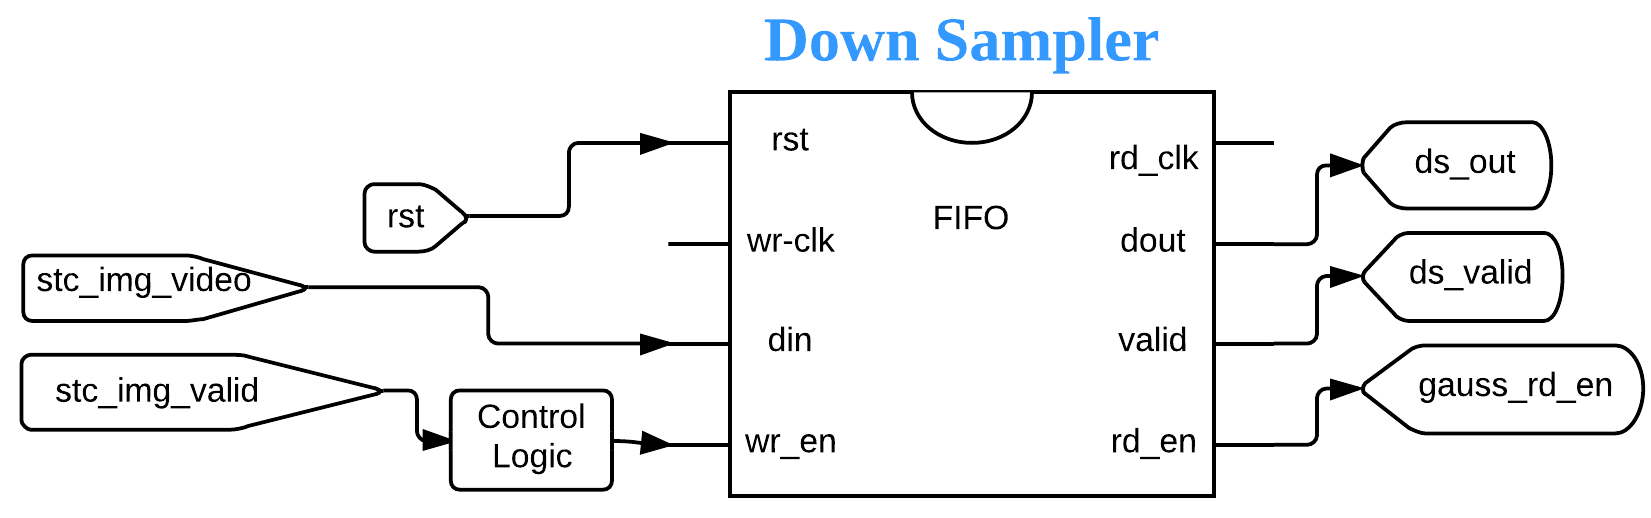 Down Sampler
rst
rst
rd_clk
ds_out
FIFO
wr-clk
dout
stc_img_video
ds_valid
din
valid
stc_img_valid
Control
Logic
gauss_rd_en
wr_en
rd_en